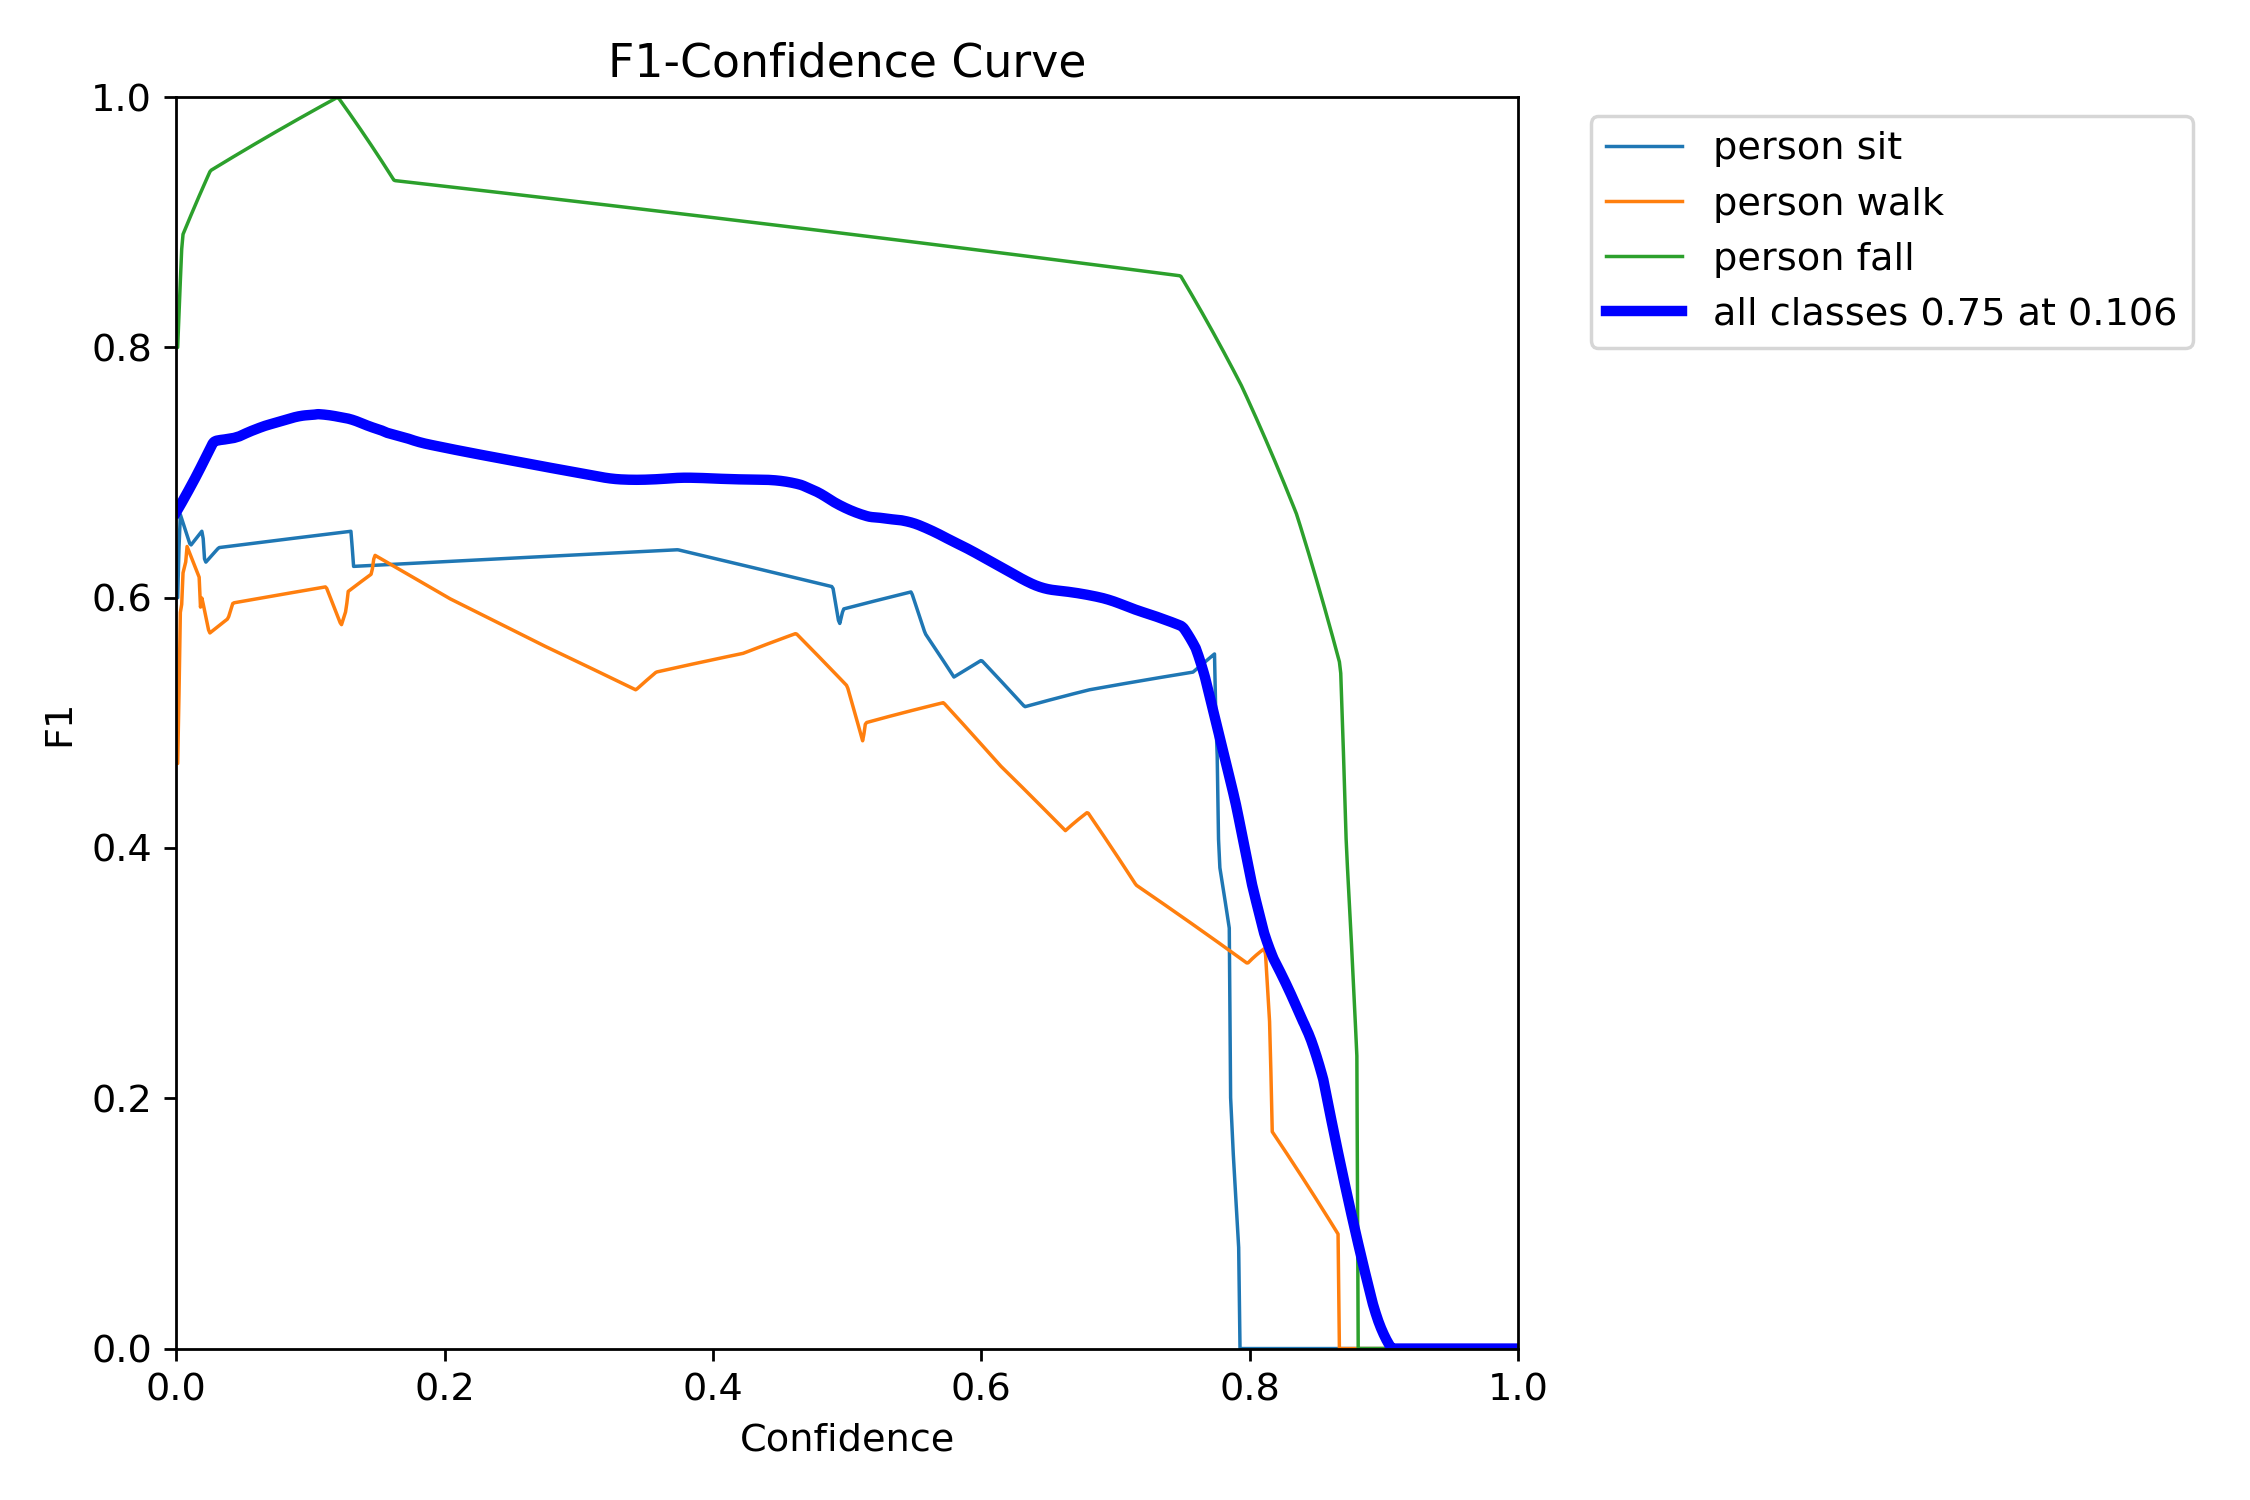 F1-Confidence Curve
1.0
0.8
0.6
0.4
0.2
0.0
F1
0.0 0.2 0.4 0.6 0.8 1.0
Confidence
person sit
person walk
person fall
all classes 0.75 at 0.106